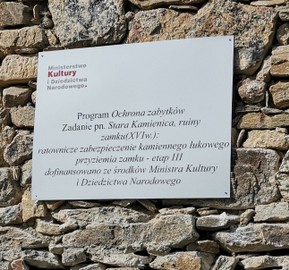 Ministerstwo
Kultury
i Dziedzictwa
Narodowego.
Program Ochrona zabytków
Zadanie pn. Stara Kamienica, ruiny
zamku(XVIw.):
ratownicze zabezpieczenie kamiennego łukowego
przyziemia zamku - etap III
dofinansowano ze środków Ministra Kultury
i Dziedzictwa Narodowego